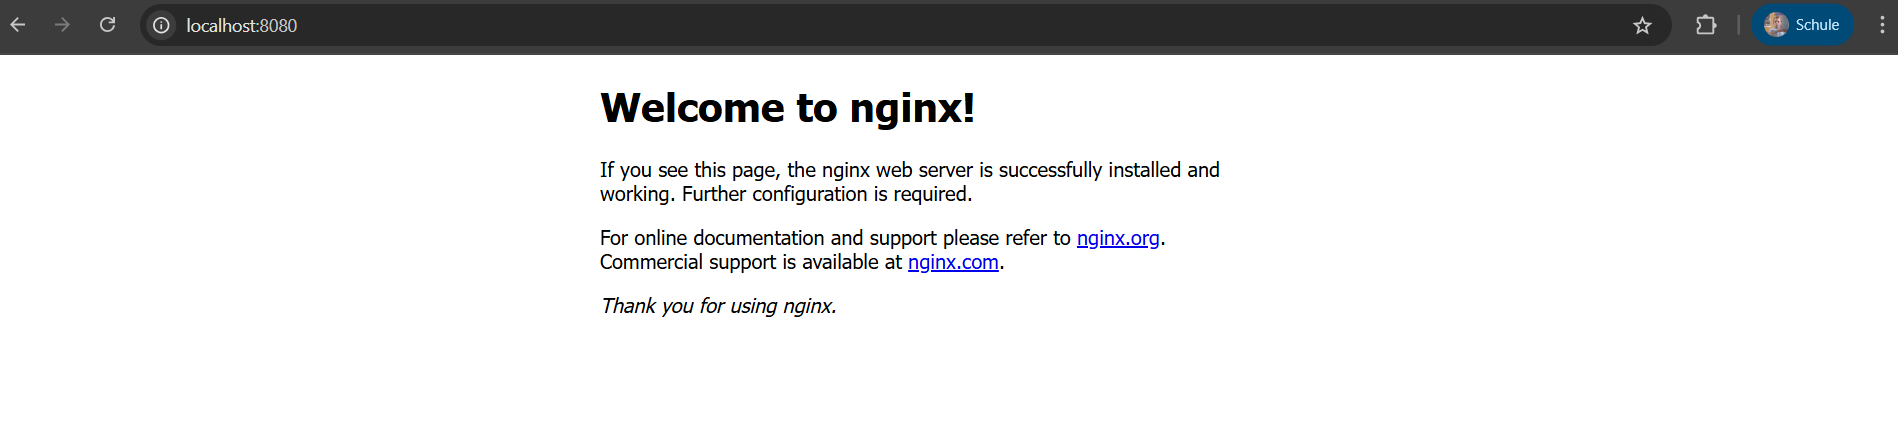 localhost:8080
Schule
Welcome to nginx!
If you see this page, the nginx web server is successfully installed and
working. Further configuration is required.
For online documentation and support please refer to nginx.org.
Commercial support is available at nginx.com.
Thank you for using nginx.